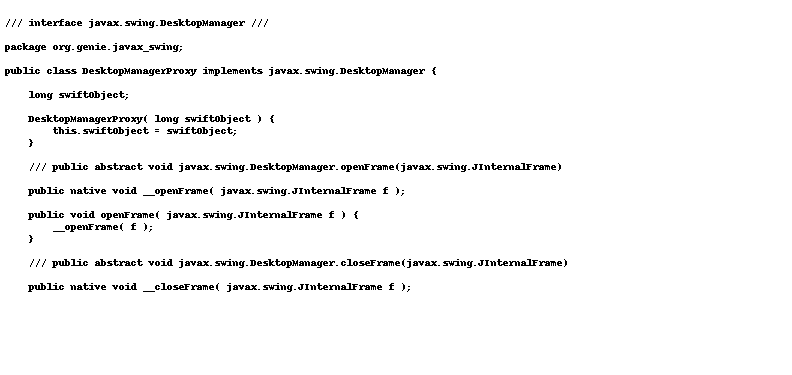 /// interface javax.swing.DesktopManager ///
package org.genie.javax_swing;
public class DesktopManagerProxy implements javax.swing.DesktopManager {
long swiftObject;
DesktopManagerProxy( long swiftObject ) {
this.swiftObject = swiftObject;
}
/// public abstract void javax.swing.DesktopManager.openFrame(javax.swing.JInternalFrame)
public native void __openFrame( javax.swing.JInternalFrame f );
public void openFrame( javax.swing.JInternalFrame f ) {
__openFrame( f );
}
/// public abstract void javax.swing.DesktopManager.closeFrame(javax.swing.JInternalFrame)
public native void __closeFrame( javax.swing.JInternalFrame f );